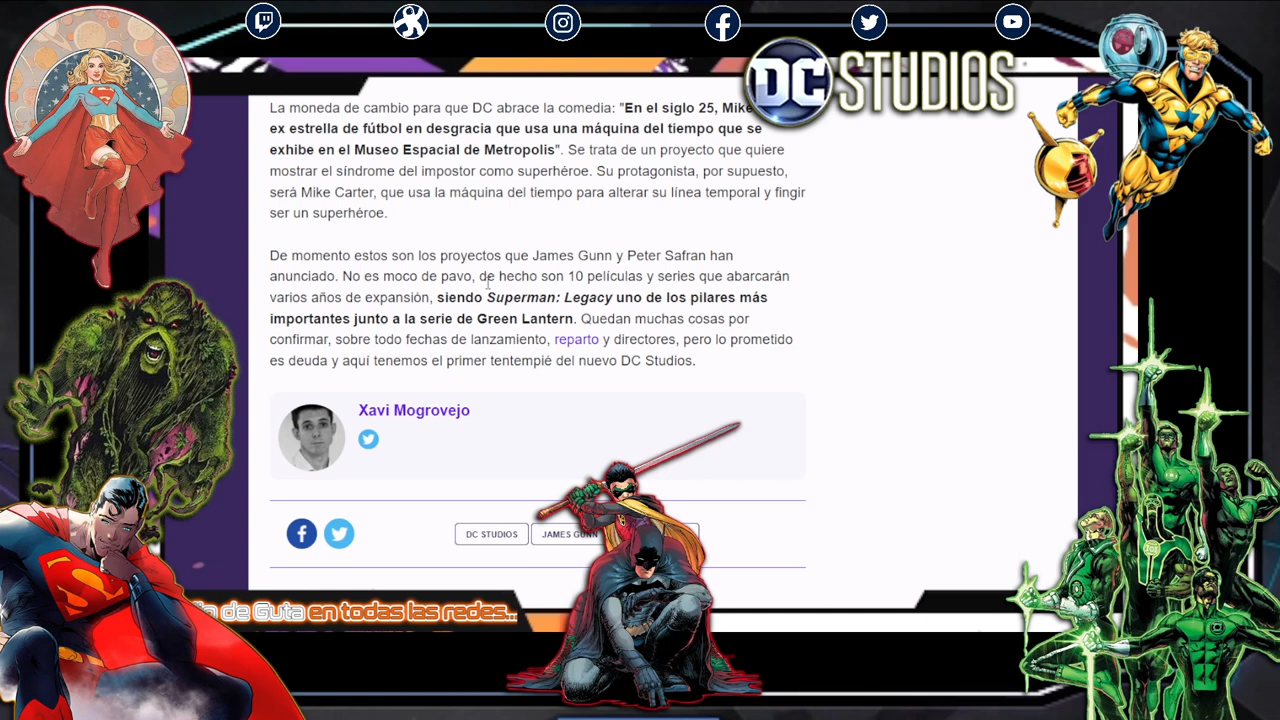 DC STUDIOS
La moneda de cambio para que DC abrace la comedia: "En el siglo 25, Mike
ex estrella de fútbol en desgracia que usa una máquina del tiempo que se
exhibe en el Museo Espacial de Metropolis". Se trata de un proyecto que quiere
mostrar el síndrome del impostor como superhéroe. Su protagonista, por supuesto,
será Mike Carter, que usa la máquina del tiempo para alterar su línea temporal y fingir
ser un superhéroe.
De momento estos son los proyectos que James Gunn y Peter Safran han
anunciado. No es moco de pavo, de hecho son 10 películas y series que abarcarán
varios años de expansión, siendo Superman: Legacy uno de los pilares más
importantes junto a la serie de Green Lantern. Quedan muchas cosas por
confirmar, sobre todo fechas de lanzamiento, reparto y directores, pero lo prometido
es deuda y aquí tenemos el primer tentempié del nuevo DC Studios.
Xavi Mogrovejo
DC STUDIOS
JAMES GUNN
de Guta en todas las redes...